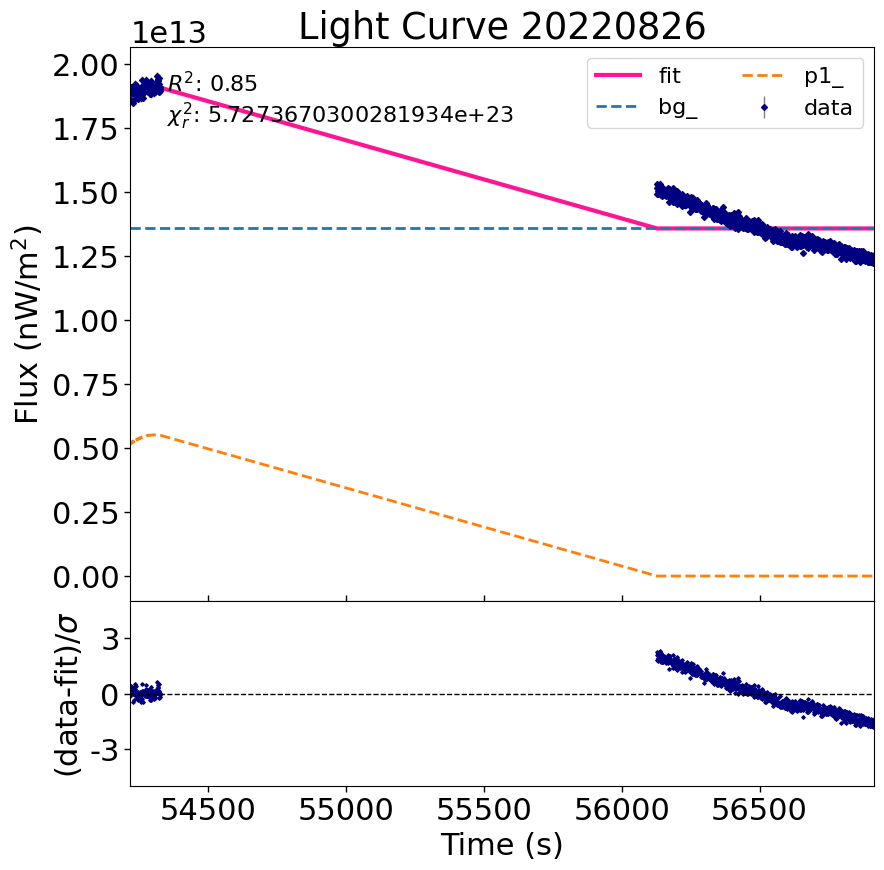 Light Curve 20220826
1e13
R²: 0.85
χ²ᵣ: 5.7273670300281934e+23
fit
bg_
p1_
data
2.00
1.75
1.50
1.25
1.00
0.75
0.50
0.25
0.00
Flux (nW/m²)
3
0
-3
(data-fit)/σ
54500 55000 55500 56000 56500
Time (s)